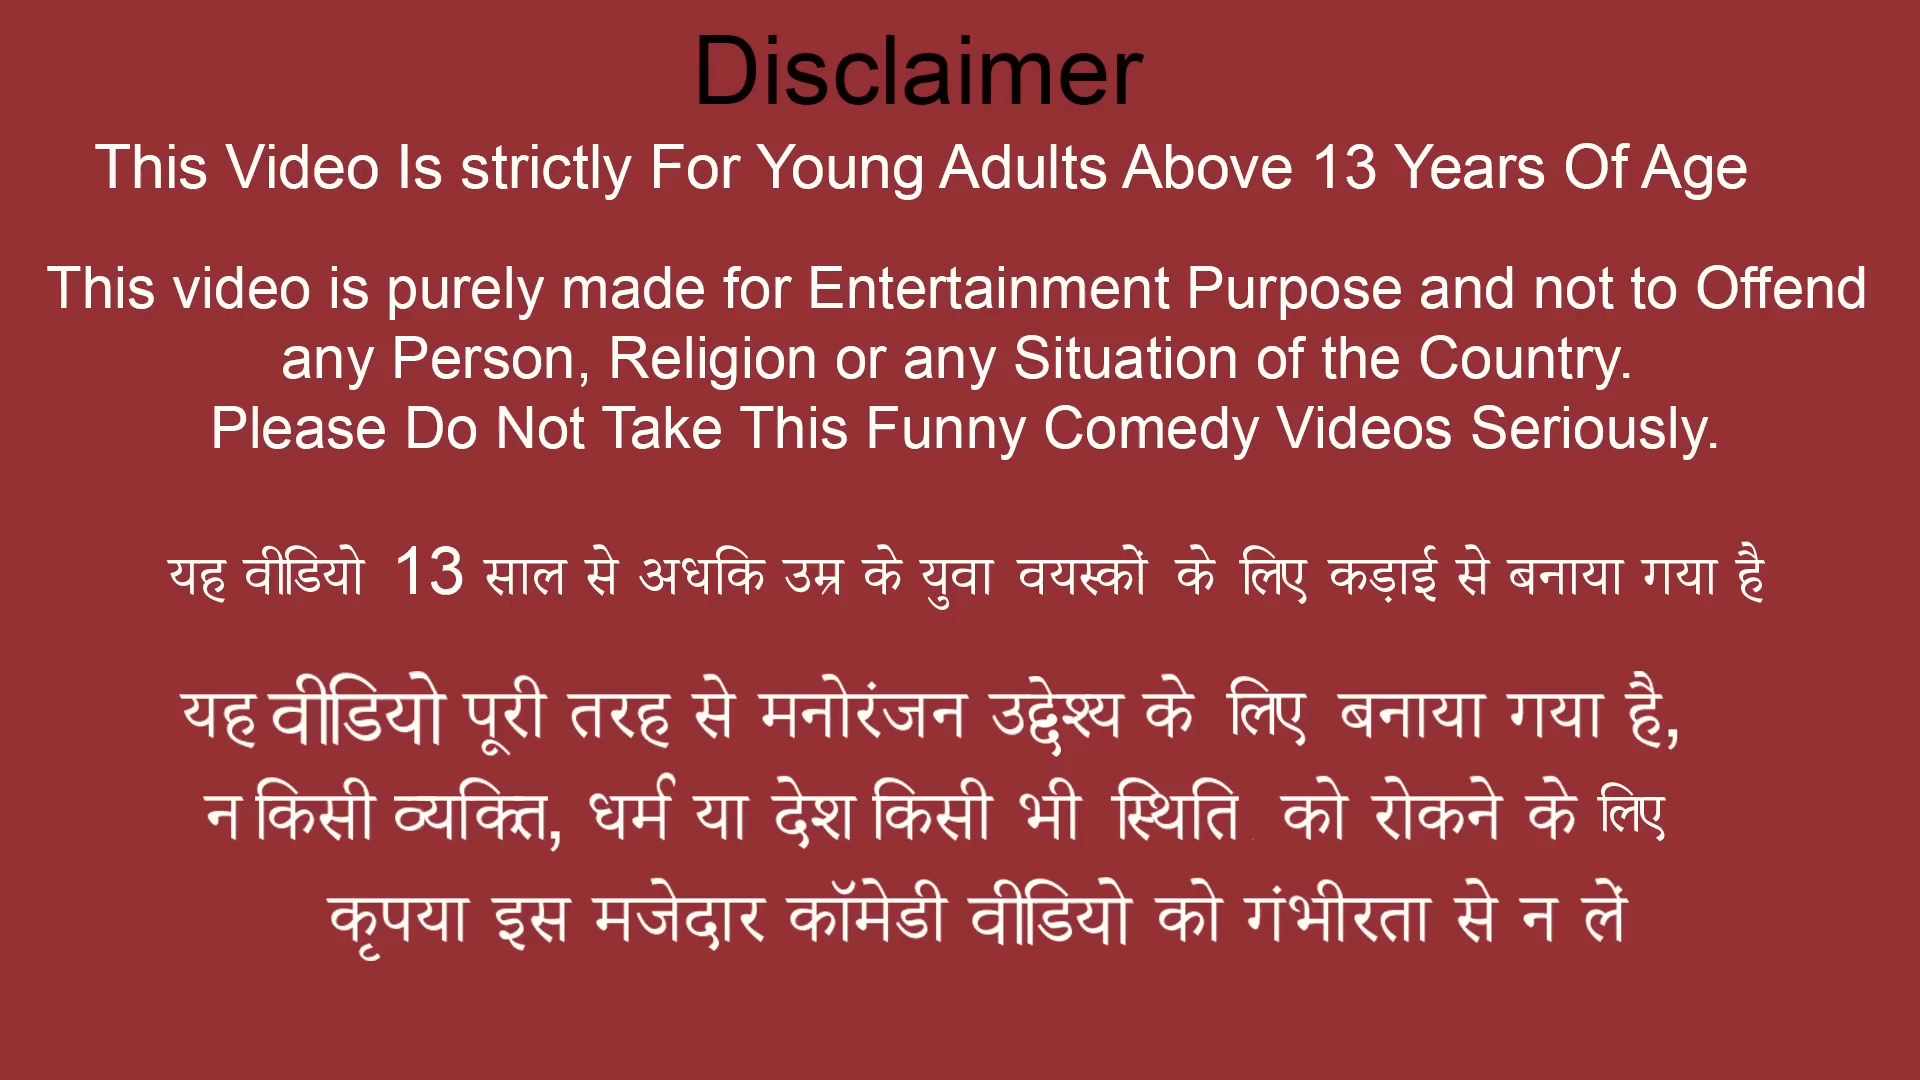 Disclaimer
This Video Is strictly For Young Adults Above 13 Years Of Age
This video is purely made for Entertainment Purpose and not to Offend
any Person, Religion or any Situation of the Country.
Please Do Not Take This Funny Comedy Videos Seriously.
यह वीडियो 13 साल से अधकि उम्र के युवा वयस्कों के लिए कड़ाई से बनाया गया है
यह वीडियो पूरी तरह से मनोरंजन उद्देश्य के लिए बनाया गया है,
न किसी व्यक्ति, धर्म या देश किसी भी स्थिति को रोकने के लिए
कृपया इस मजेदार कॉमेडी वीडियो को गंभीरता से न लें